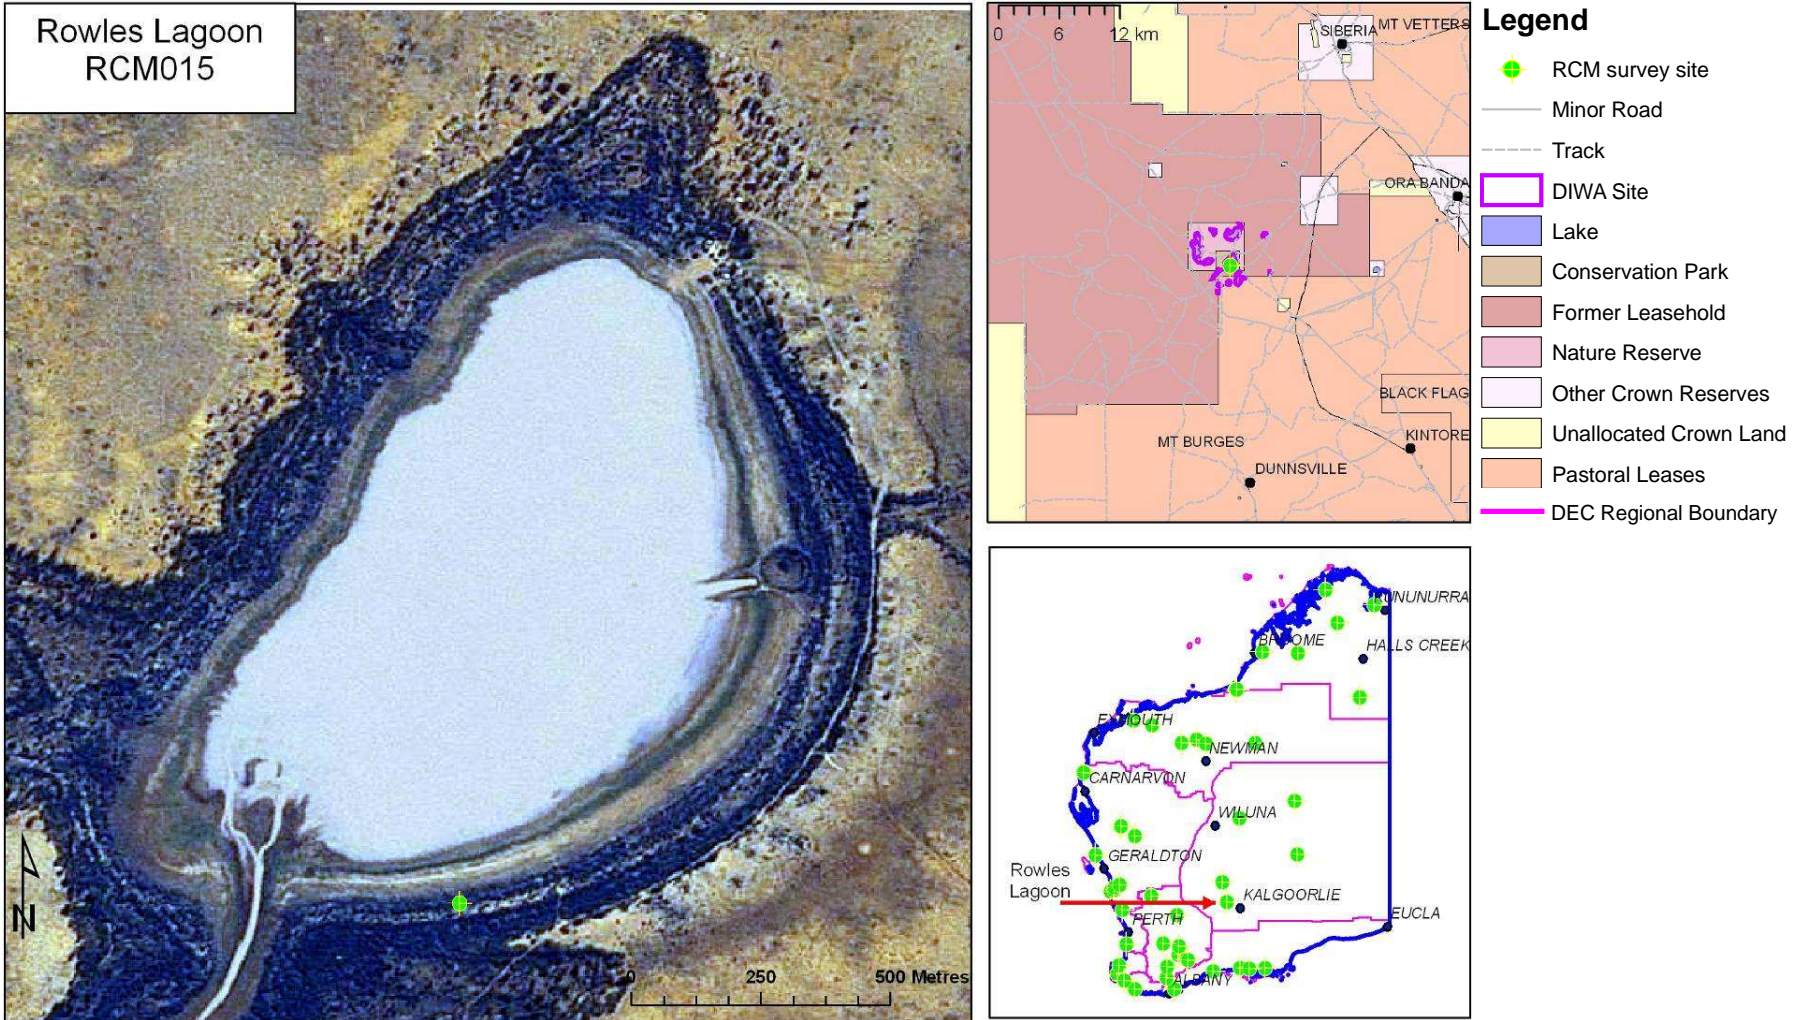 Rowles Lagoon
RCM015
N
0 250 500 Metres
0 6 12 km
SIBERIA
MT VETTERS
ORA BANDA
BLACK FLAG
KINTORE
MT BURGES
DUNNSVILLE
Legend
RCM survey site
Minor Road
Track
DIWA Site
Lake
Conservation Park
Former Leasehold
Nature Reserve
Other Crown Reserves
Unallocated Crown Land
Pastoral Leases
DEC Regional Boundary
KUNUNURRA
BROOME
HALLS CREEK
EXMOUTH
NEWMAN
CARNARVON
WILUNA
GERALDTON
Rowles
Lagoon
KALGOORLIE
PERTH
EUCLA
ALBANY